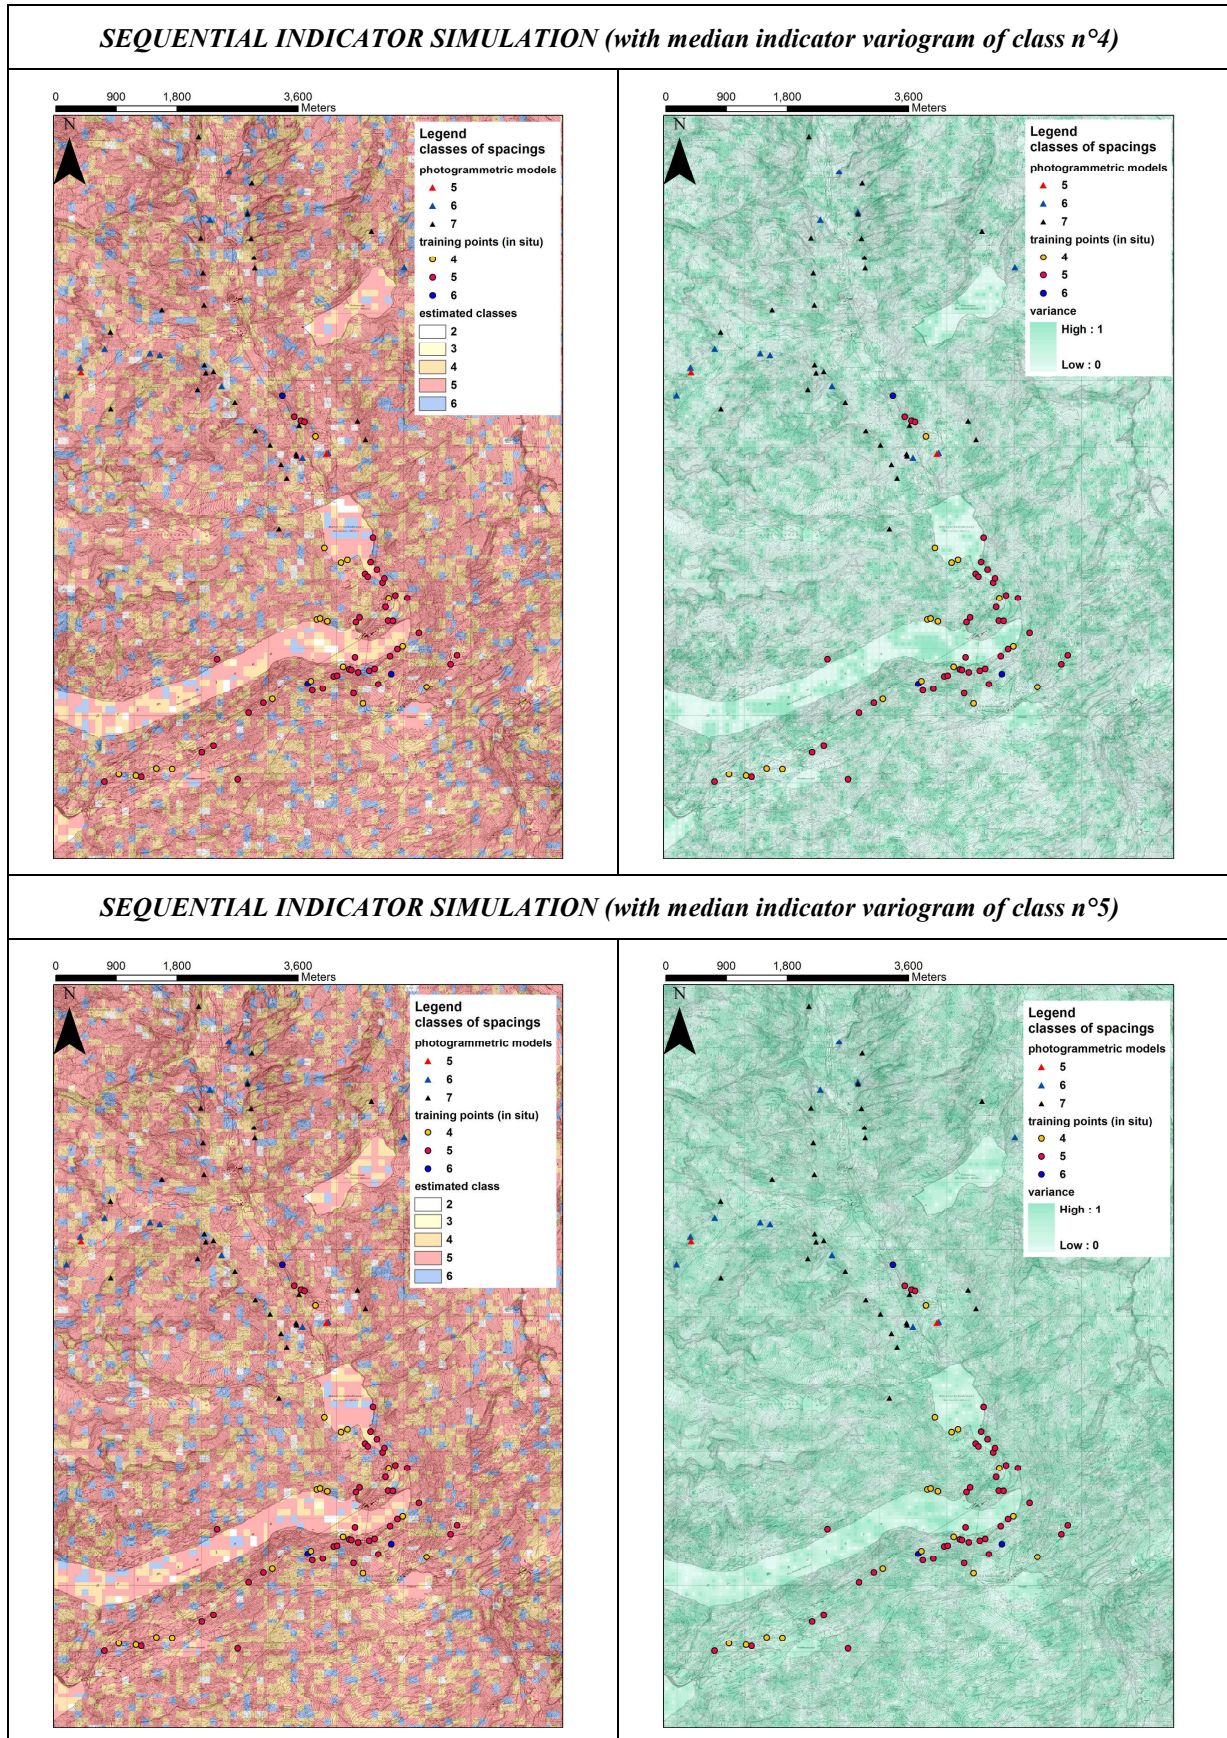 SEQUENTIAL INDICATOR SIMULATION (with median indicator variogram of class n°4)
0 900 1,800 3,600
Meters
N
Legend
classes of spacings
photogrammetric models
5
6
7
training points (in situ)
4
5
6
estimated classes
2
3
4
5
6
0 900 1,800 3,600
Meters
N
Legend
classes of spacings
photogrammetric models
5
6
7
training points (in situ)
4
5
6
variance
High : 1
Low : 0
SEQUENTIAL INDICATOR SIMULATION (with median indicator variogram of class n°5)
0 900 1,800 3,600
Meters
N
Legend
classes of spacings
photogrammetric models
5
6
7
training points (in situ)
4
5
6
estimated class
2
3
4
5
6
0 900 1,800 3,600
Meters
N
Legend
classes of spacings
photogrammetric models
5
6
7
training points (in situ)
4
5
6
variance
High : 1
Low : 0